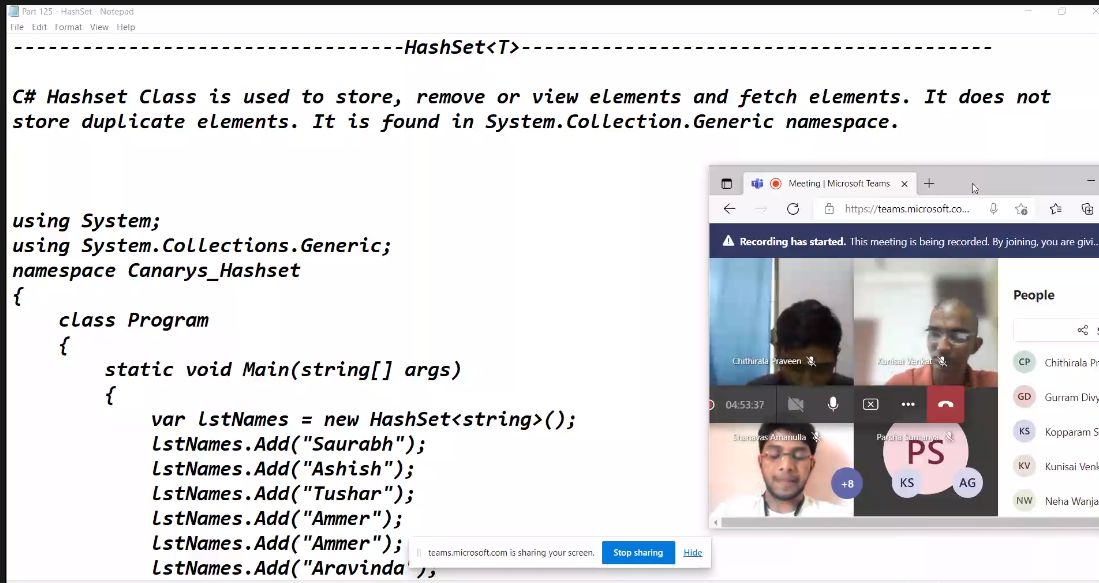 Part 125 - HashSet - Notepad
File Edit Format View Help
----------------------------------HashSet<T>-----------------------------------------
C# Hashset Class is used to store, remove or view elements and fetch elements. It does not
store duplicate elements. It is found in System.Collection.Generic namespace.
using System;
using System.Collections.Generic;
namespace Canarys_Hashset
{
class Program
{
static void Main(string[] args)
{
var lstNames = new HashSet<string>();
lstNames.Add("Saurabh");
lstNames.Add("Ashish");
lstNames.Add("Tushar");
lstNames.Add("Ammer");
lstNames.Add("Ammer");
lstNames.Add("Aravinda");
Meeting | Microsoft Teams
https://teams.microsoft.co...
Recording has started. This meeting is being recorded. By joining, you are givi...
People
Chithirala Praveen
Kunisai Venkat
CP Chithirala Pr
GD Gurram Divy
04:53:37
KS Kopparam S
Shanavas Amanulla
PS
KV Kunisai Venk
+8
KS
AG
NW Neha Wanja
teams.microsoft.com is sharing your screen. Stop sharing Hide